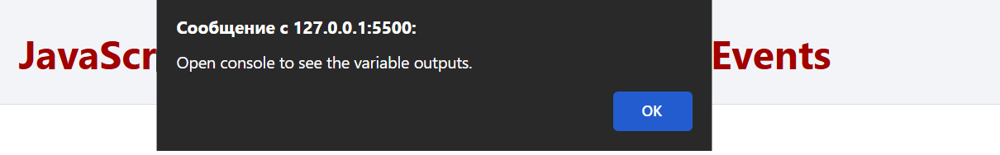 Сообщение с 127.0.0.1:5500:
JavaScr Events
Open console to see the variable outputs.
OK